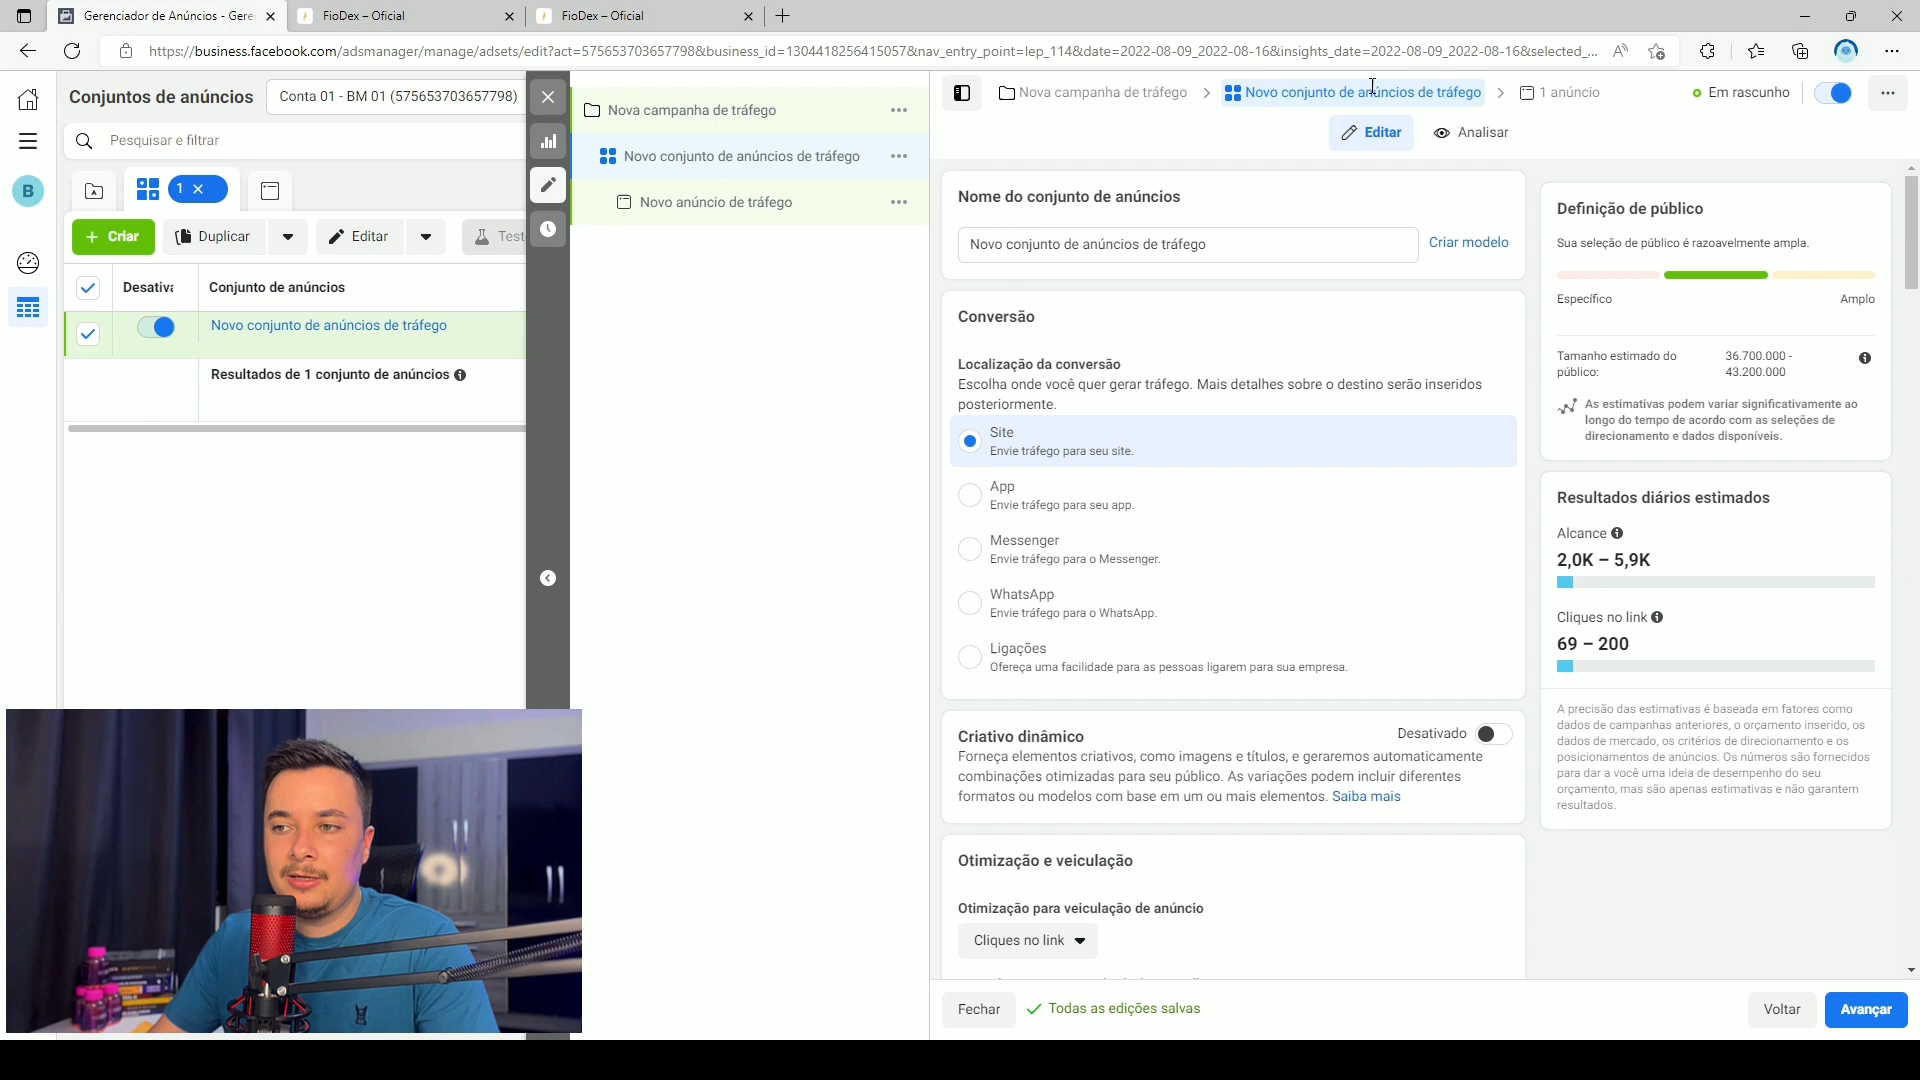 Gerenciador de Anúncios - Gere
FioDex – Oficial
FioDex – Oficial
https://business.facebook.com/adsmanager/manage/adsets/edit?act=575653703657798&business_id=1304418256415057&nav_entry_point=lep_114&date=2022-08-09_2022-08-16&insights_date=2022-08-09_2022-08-16&selected_...
Conjuntos de anúncios
Conta 01 - BM 01 (575653703657798)
Pesquisar e filtrar
B
1
+ Criar
Duplicar
Editar
Test
Desativa
Conjunto de anúncios
Novo conjunto de anúncios de tráfego
Resultados de 1 conjunto de anúncios
Nova campanha de tráfego
Novo conjunto de anúncios de tráfego
Novo anúncio de tráfego
Nova campanha de tráfego
Novo conjunto de anúncios de tráfego
1 anúncio
Em rascunho
Editar
Analisar
Nome do conjunto de anúncios
Novo conjunto de anúncios de tráfego
Criar modelo
Conversão
Localização da conversão
Escolha onde você quer gerar tráfego. Mais detalhes sobre o destino serão inseridos
posteriormente.
Site
Envie tráfego para seu site.
App
Envie tráfego para seu app.
Messenger
Envie tráfego para o Messenger.
WhatsApp
Envie tráfego para o WhatsApp.
Ligações
Ofereça uma facilidade para as pessoas ligarem para sua empresa.
Criativo dinâmico
Desativado
Forneça elementos criativos, como imagens e títulos, e geraremos automaticamente
combinações otimizadas para seu público. As variações podem incluir diferentes
formatos ou modelos com base em um ou mais elementos. Saiba mais
Otimização e veiculação
Otimização para veiculação de anúncio
Cliques no link
Definição de público
Sua seleção de público é razoavelmente ampla.
Específico
Amplo
Tamanho estimado do
público:
36.700.000 -
43.200.000
As estimativas podem variar significativamente ao
longo do tempo de acordo com as seleções de
direcionamento e dados disponíveis.
Resultados diários estimados
Alcance
2,0K – 5,9K
Cliques no link
69 – 200
A precisão das estimativas é baseada em fatores como
dados de campanhas anteriores, o orçamento inserido, os
dados de mercado, os critérios de direcionamento e os
posicionamentos de anúncios. Os números são fornecidos
para dar a você uma ideia de desempenho do seu
orçamento, mas são apenas estimativas e não garantem
resultados.
Fechar
Todas as edições salvas
Voltar
Avançar